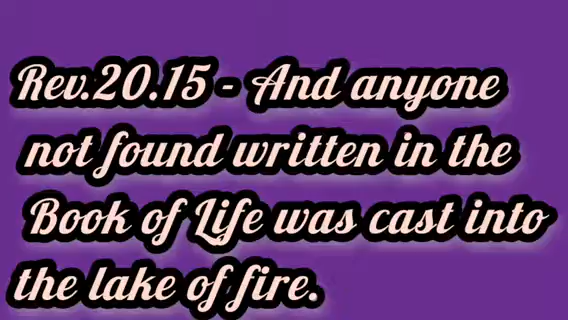 Rev.20.15 - And anyone
not found written in the
Book of Life was cast into
the lake of fire.